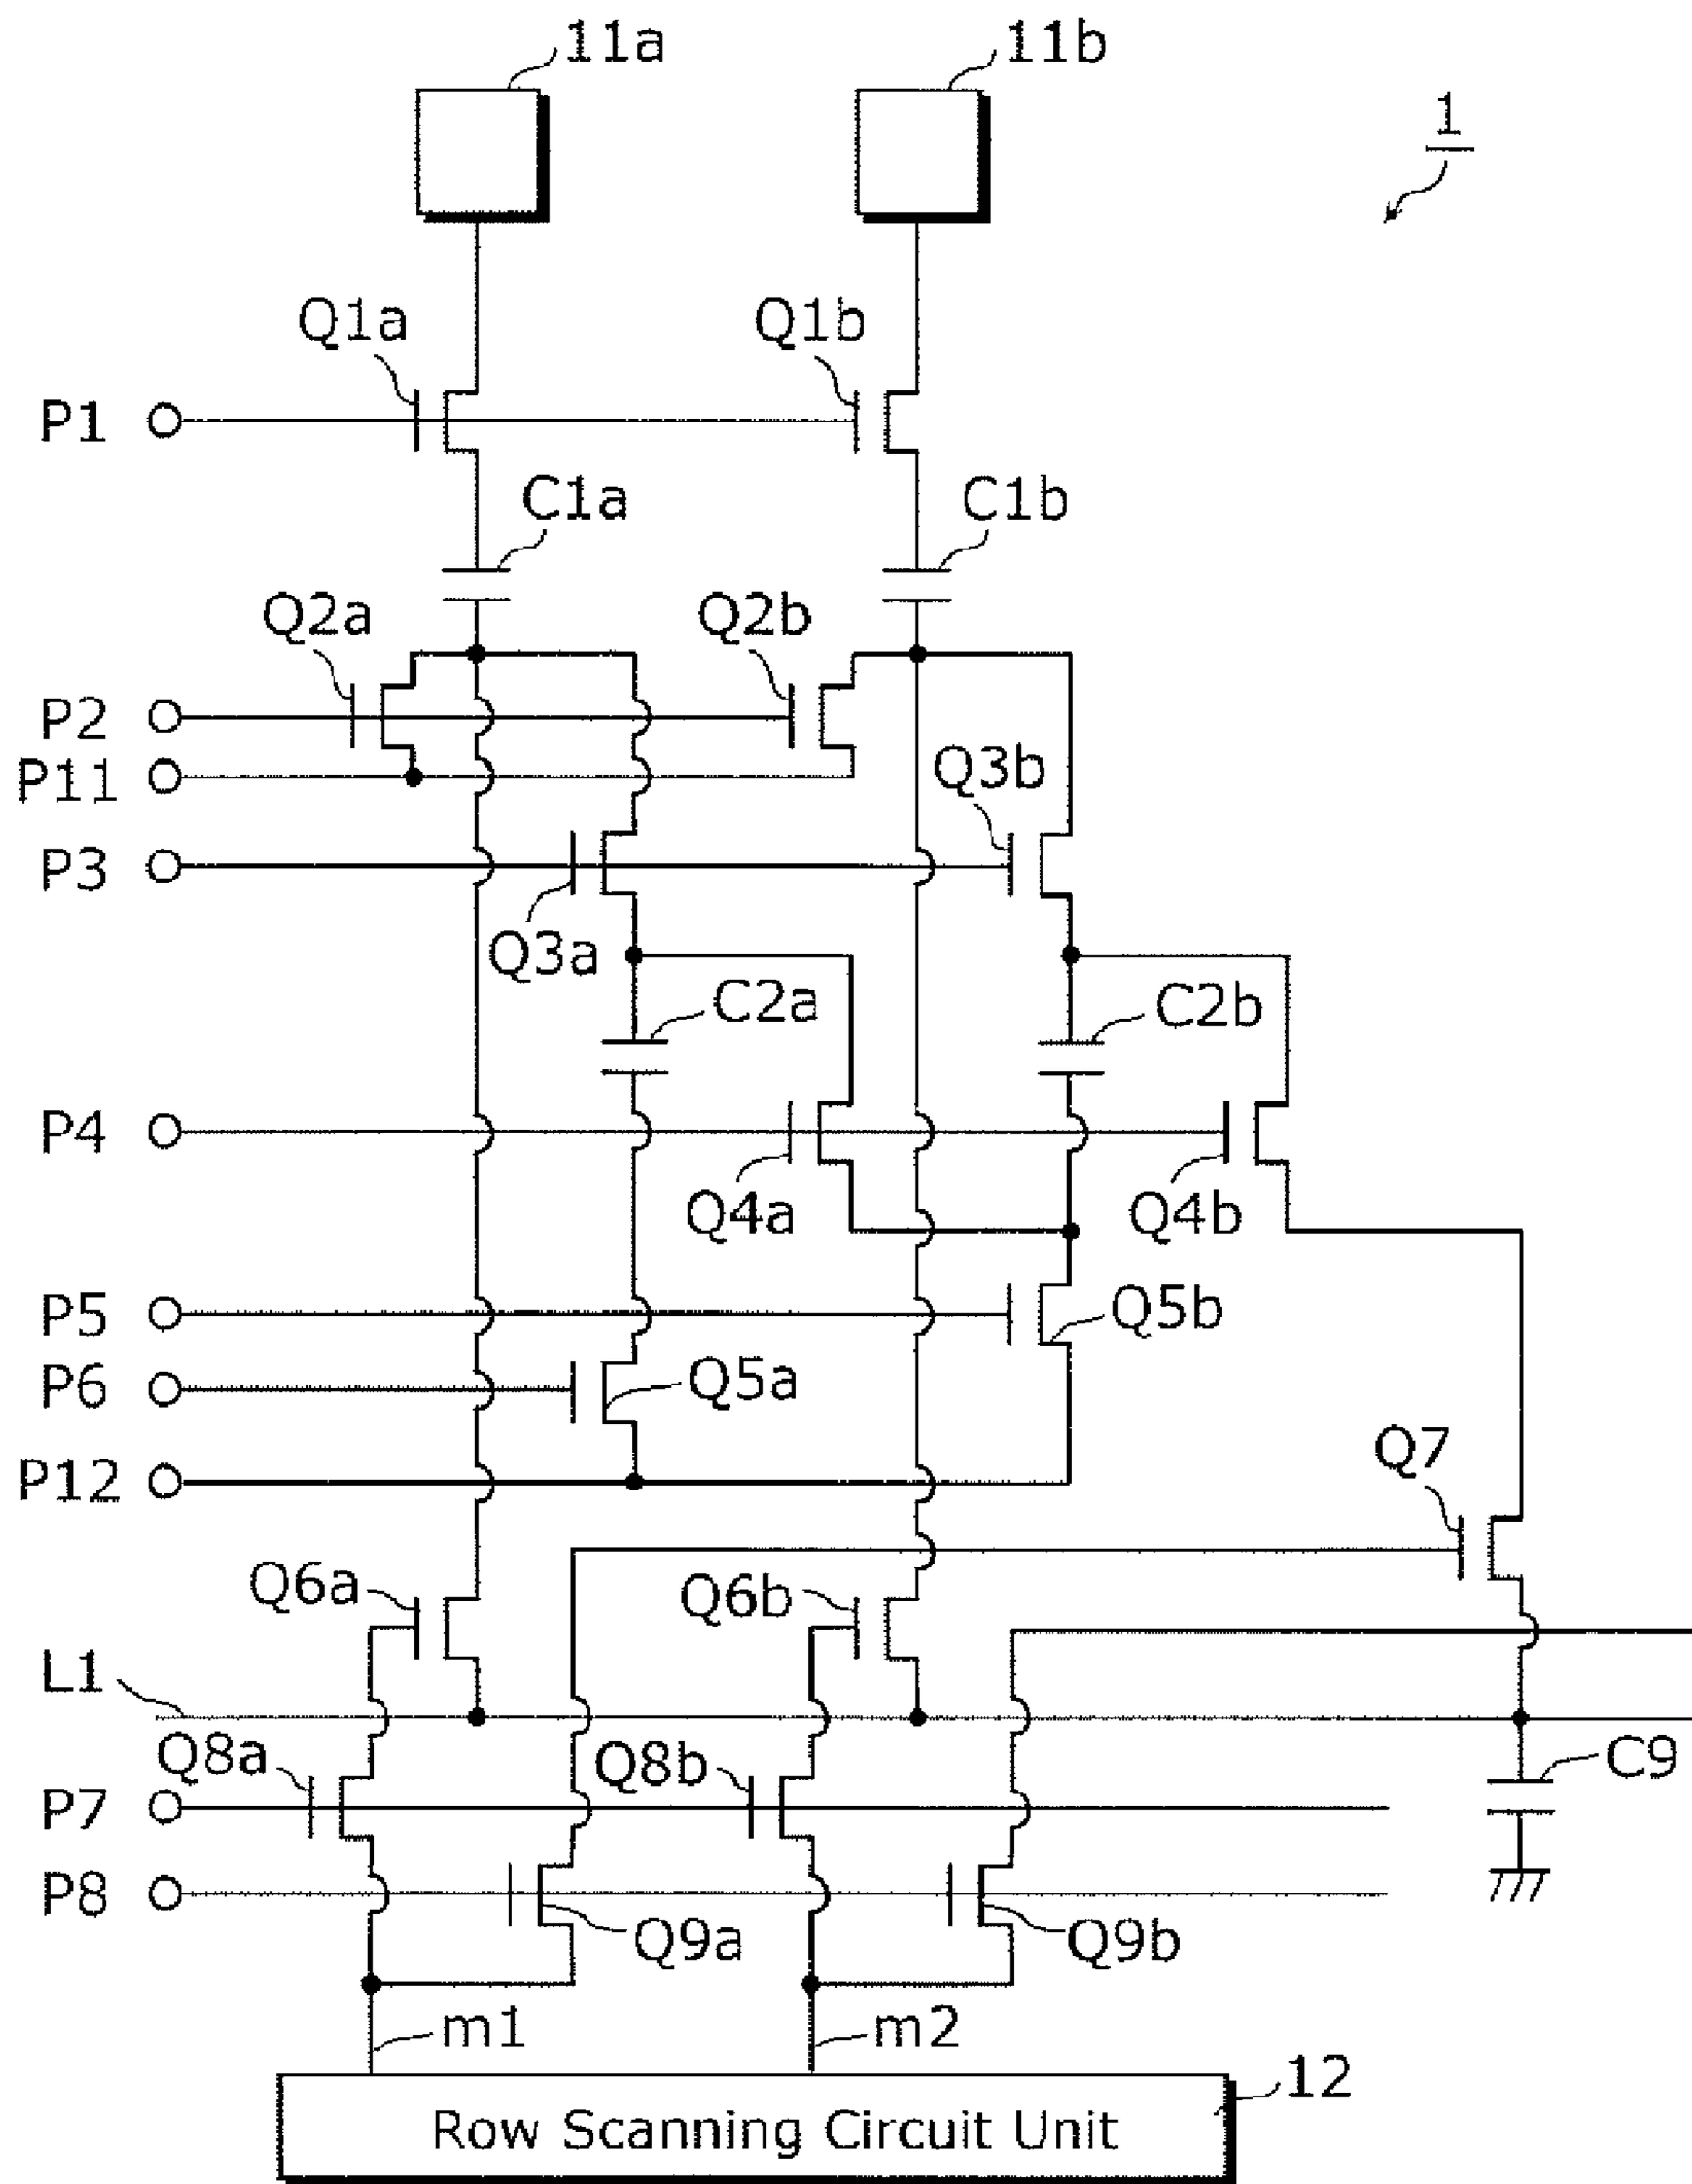 11a 11b
1
Q1a Q1b
P1
C1a C1b
Q2a Q2b
P2
P11 Q3b
P3
Q3a
C2a C2b
P4
Q4a Q4b
P5 Q5b
P6 Q5a
P12 Q7
Q6a Q6b
L1
Q8a Q8b C9
P7
P8
Q9a Q9b
m1 m2
12
Row Scanning Circuit Unit